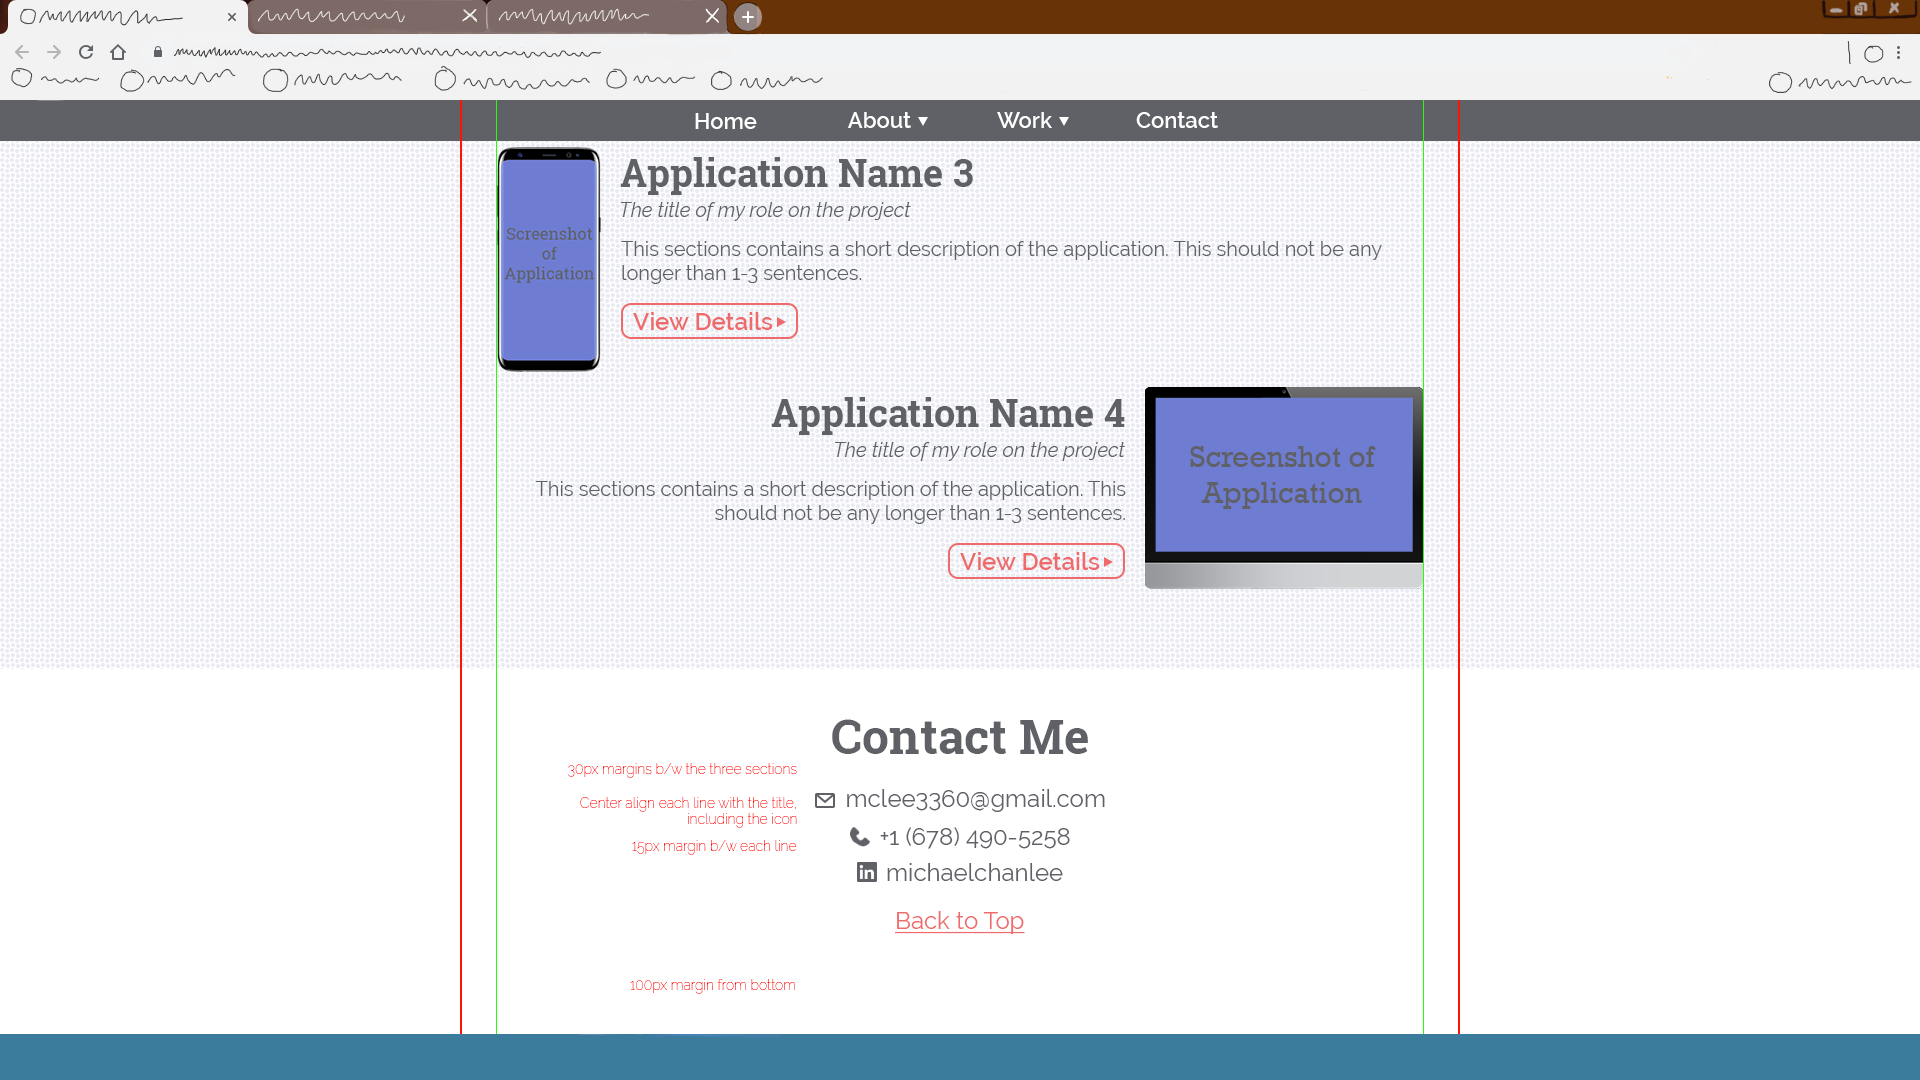 Home
About
Work
Contact
Application Name 3
The title of my role on the project
This sections contains a short description of the application. This should not be any
longer than 1-3 sentences.
View Details
Screenshot
of
Application
Application Name 4
The title of my role on the project
This sections contains a short description of the application. This
should not be any longer than 1-3 sentences.
View Details
Screenshot of
Application
Contact Me
30px margins b/w the three sections
Center align each line with the title,
including the icon
15px margin b/w each line
mclee3360@gmail.com
+1 (678) 490-5258
in michaelchanlee
Back to Top
100px margin from bottom